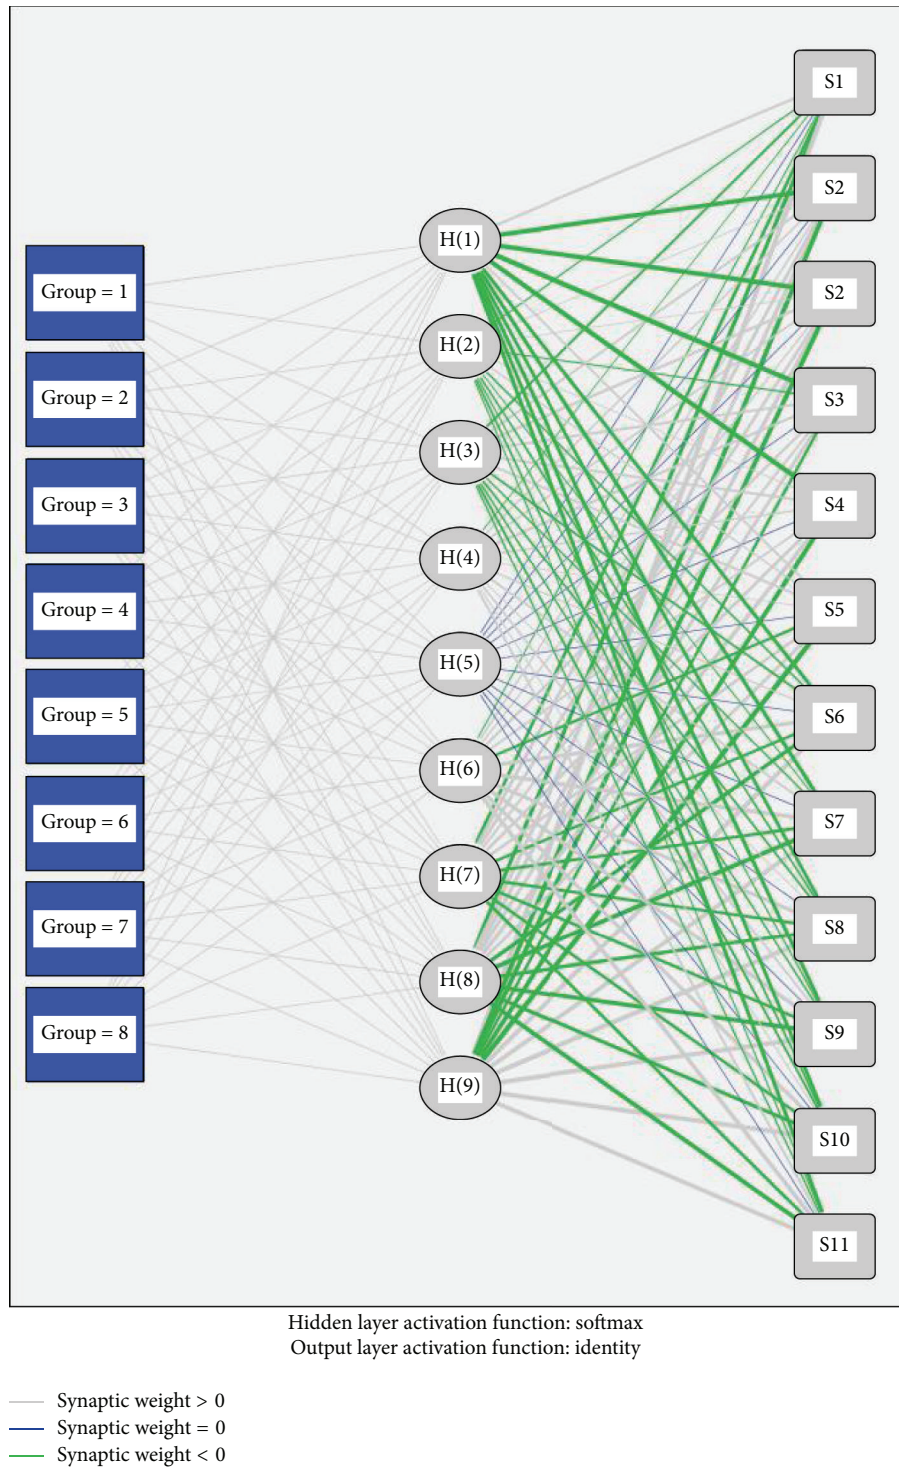 Group = 1
Group = 2
Group = 3
Group = 4
Group = 5
Group = 6
Group = 7
Group = 8
H(1)
H(2)
H(3)
H(4)
H(5)
H(6)
H(7)
H(8)
H(9)
S1
S2
S2
S3
S4
S5
S6
S7
S8
S9
S10
S11
Hidden layer activation function: softmax
Output layer activation function: identity
Synaptic weight > 0
Synaptic weight = 0
Synaptic weight < 0